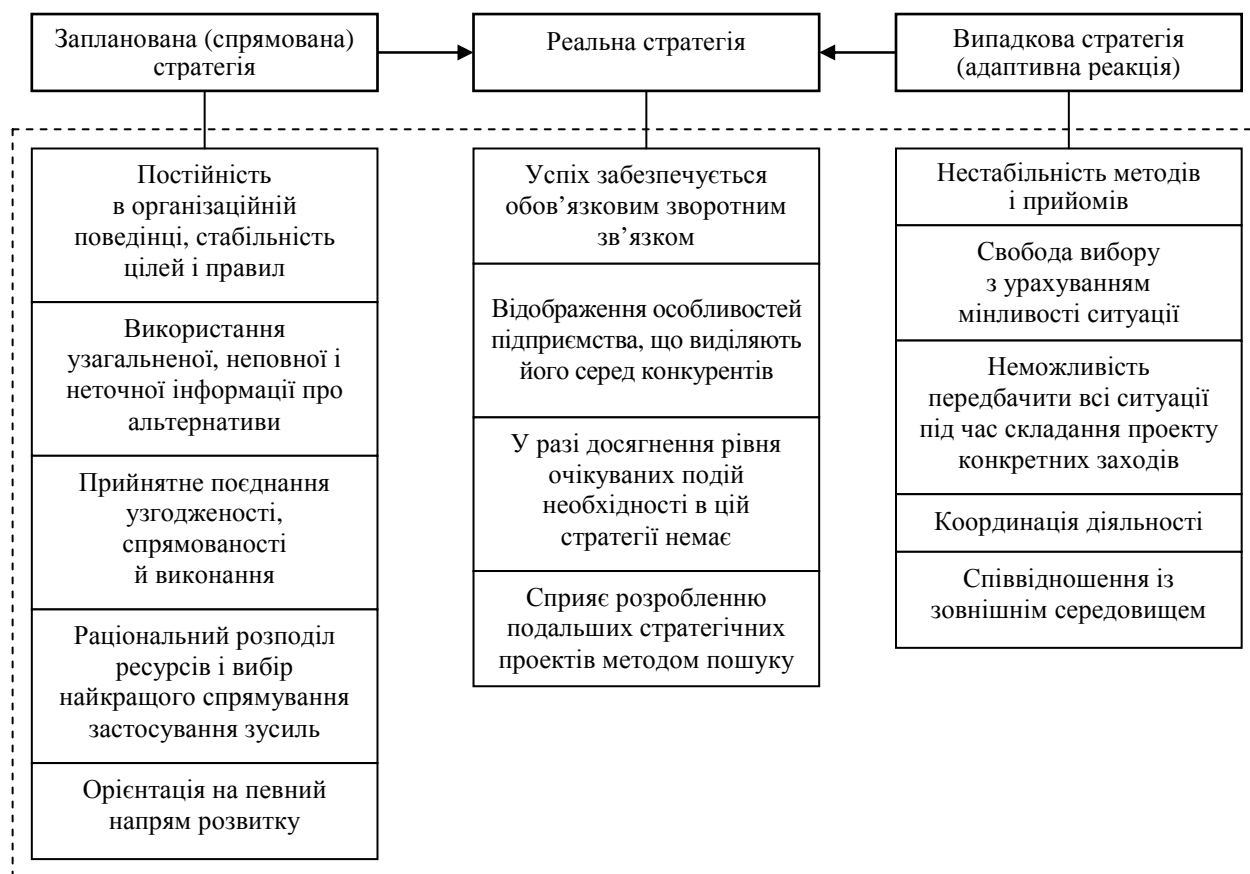 Запланована (спрямована)
стратегія
Реальна стратегія
Випадкова стратегія
(адаптивна реакція)
Постійність
в організаційній
поведінці, стабільність
цілей і правил
Використання
узагальненої, неповної і
неточної інформації про
альтернативи
Прийнятне поєднання
узгодженості,
спрямованості
й виконання
Раціональний розподіл
ресурсів і вибір
найкращого спрямування
застосування зусиль
Орієнтація на певний
напрям розвитку
Успіх забезпечується
обов’язковим зворотним
зв’язком
Відображення особливостей
підприємства, що виділяють
його серед конкурентів
У разі досягнення рівня
очікуваних подій
необхідності в цій
стратегії немає
Сприяє розробленню
подальших стратегічних
проектів методом пошуку
Нестабільність методів
і прийомів
Свобода вибору
з урахуванням
мінливості ситуації
Неможливість
передбачити всі ситуації
під час складання проекту
конкретних заходів
Координація діяльності
Співвідношення із
зовнішнім середовищем